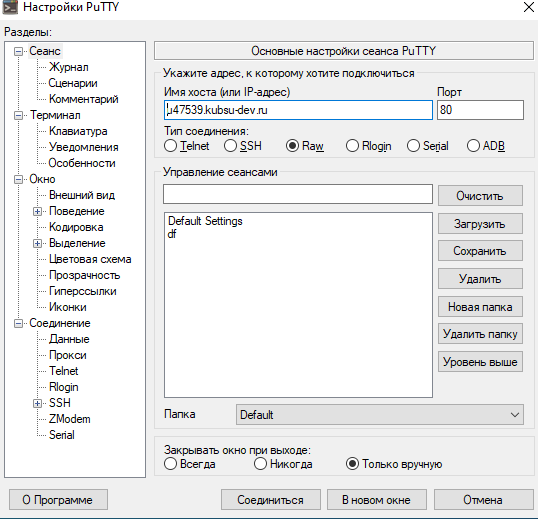 Настройки PuTTY
Разделы:
Сеанс
Журнал
Сценарии
Комментарий
Терминал
Клавиатура
Уведомления
Особенности
Окно
Внешний вид
Поведение
Кодировка
Выделение
Цветовая схема
Прозрачность
Гиперссылки
Иконки
Соединение
Данные
Прокси
Telnet
Rlogin
SSH
ZModem
Serial
Основные настройки сеанса PuTTY
Укажите адрес, к которому хотите подключиться
Имя хоста (или IP-адрес) Порт
u47539.kubsu-dev.ru 80
Тип соединения:
Telnet SSH Raw Rlogin Serial ADB
Управление сеансами
Очистить
Default Settings
df
Загрузить
Сохранить
Удалить
Новая папка
Удалить папку
Уровень выше
Папка Default
Закрывать окно при выходе:
Всегда Никогда Только вручную
О Программе Соединиться В новом окне Отмена